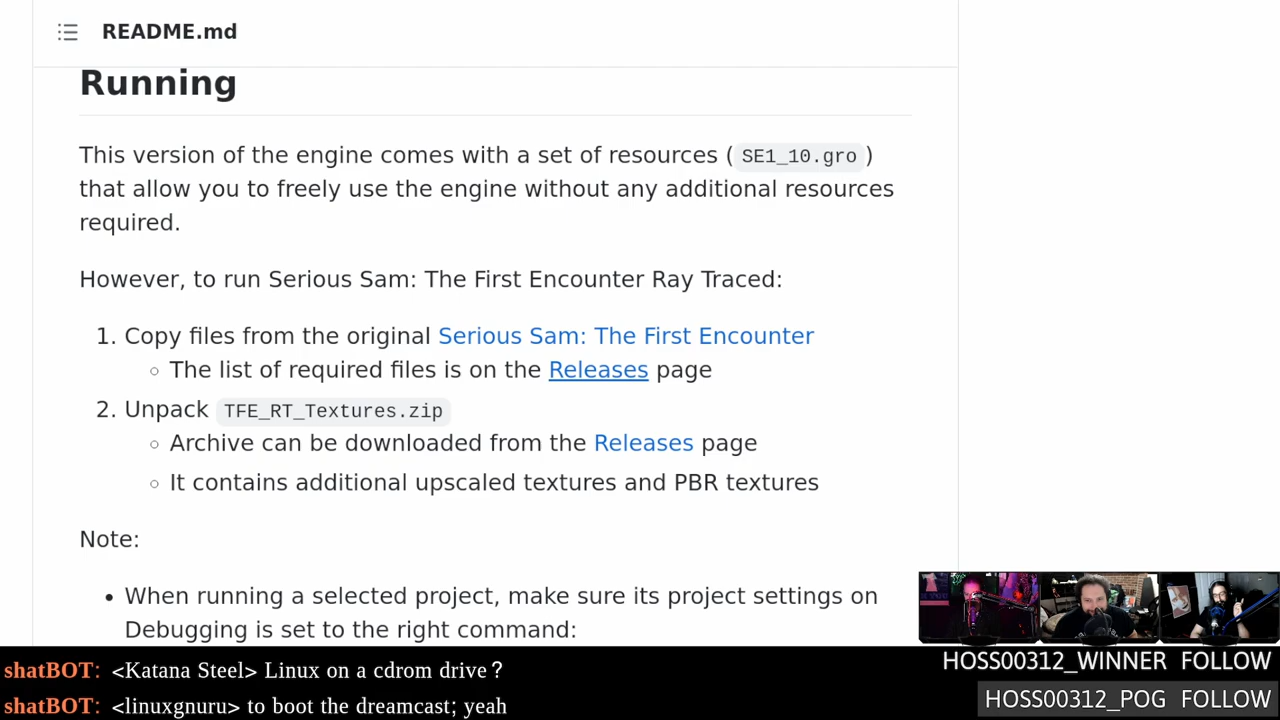 README.md
Running
This version of the engine comes with a set of resources ( SE1_10.gro )
that allow you to freely use the engine without any additional resources
required.
However, to run Serious Sam: The First Encounter Ray Traced:
1. Copy files from the original Serious Sam: The First Encounter
The list of required files is on the Releases page
2. Unpack TFE_RT_Textures.zip
Archive can be downloaded from the Releases page
It contains additional upscaled textures and PBR textures
Note:
When running a selected project, make sure its project settings on
Debugging is set to the right command:
shatBOT: <Katana Steel> Linux on a cdrom drive?
shatBOT: <linuxgnuru> to boot the dreamcast; yeah
HOSS00312_WINNER FOLLOW
HOSS00312_POG FOLLOW